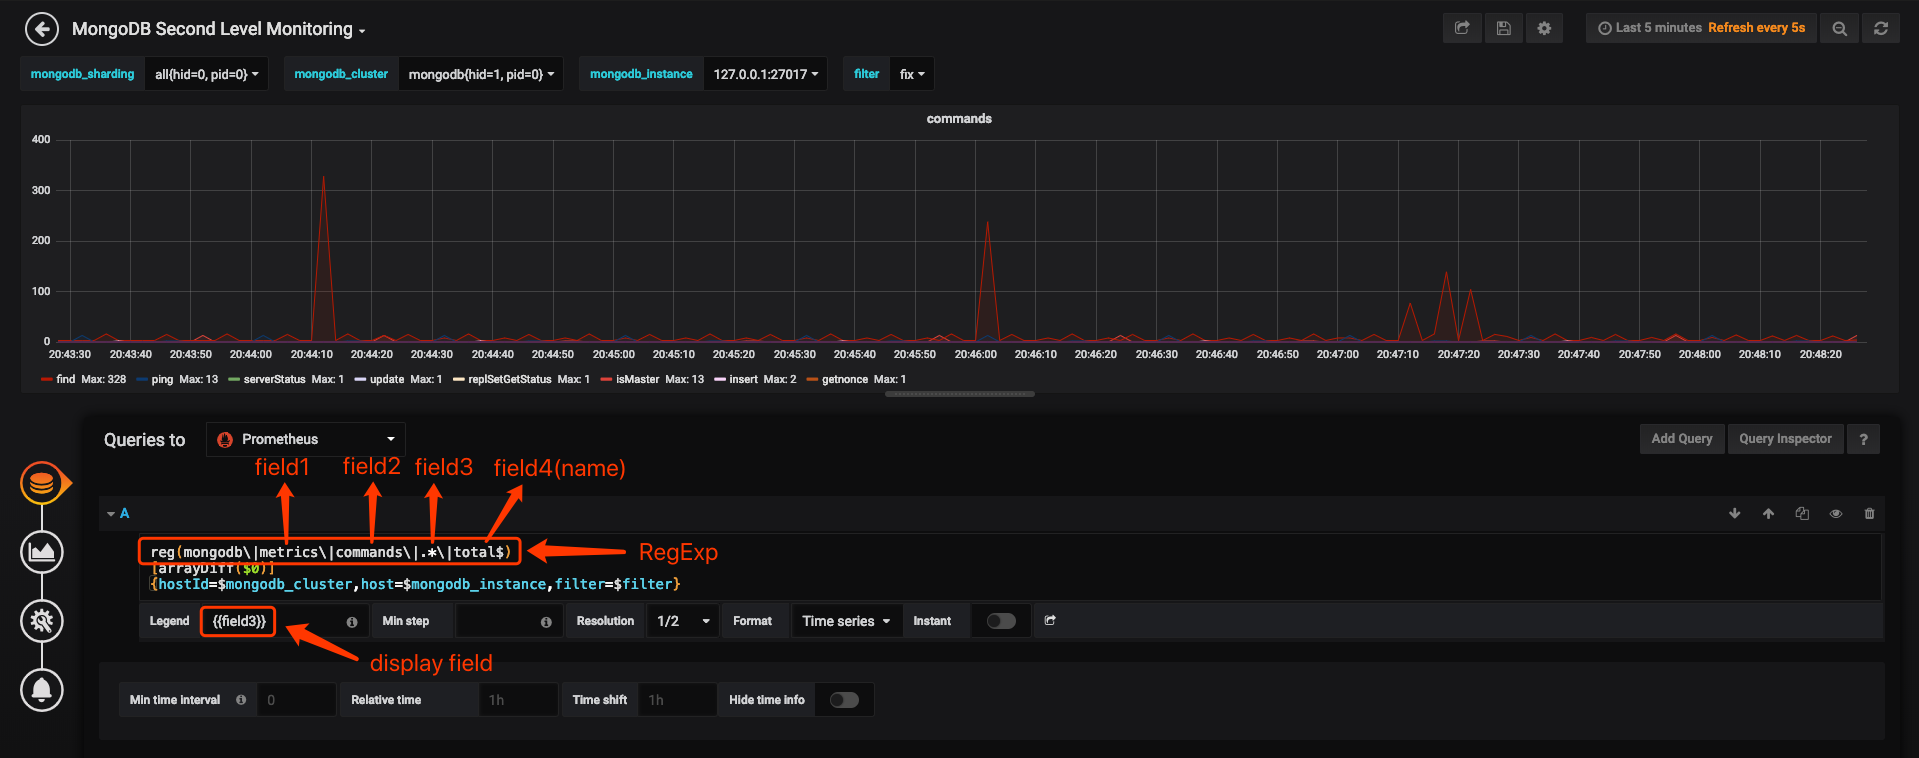 MongoDB Second Level Monitoring
Last 5 minutes Refresh every 5s
mongodb_sharding all{hid=0, pid=0} mongodb_cluster mongodb{hid=1, pid=0} mongodb_instance 127.0.0.1:27017 filter fix
commands
400
300
200
100
0
20:43:30 20:43:40 20:43:50 20:44:00 20:44:10 20:44:20 20:44:30 20:44:40 20:44:50 20:45:00 20:45:10 20:45:20 20:45:30 20:45:40 20:45:50 20:46:00 20:46:10 20:46:20 20:46:30 20:46:40 20:46:50 20:47:00 20:47:10 20:47:20 20:47:30 20:47:40 20:47:50 20:48:00 20:48:10 20:48:20
find Max: 328 ping Max: 13 serverStatus Max: 1 update Max: 1 replSetGetStatus Max: 1 isMaster Max: 13 insert Max: 2 getnonce Max: 1
Queries to Prometheus Add Query Query Inspector ?
field1 field2 field3 field4(name)
A
reg(mongodb\|metrics\|commands\|.*\|total$) RegExp
[arrayDiff($0)]
{hostId=$mongodb_cluster,host=$mongodb_instance,filter=$filter}
Legend {{field3}} Min step Resolution 1/2 Format Time series Instant
display field
Min time interval 0 Relative time 1h Time shift 1h Hide time info